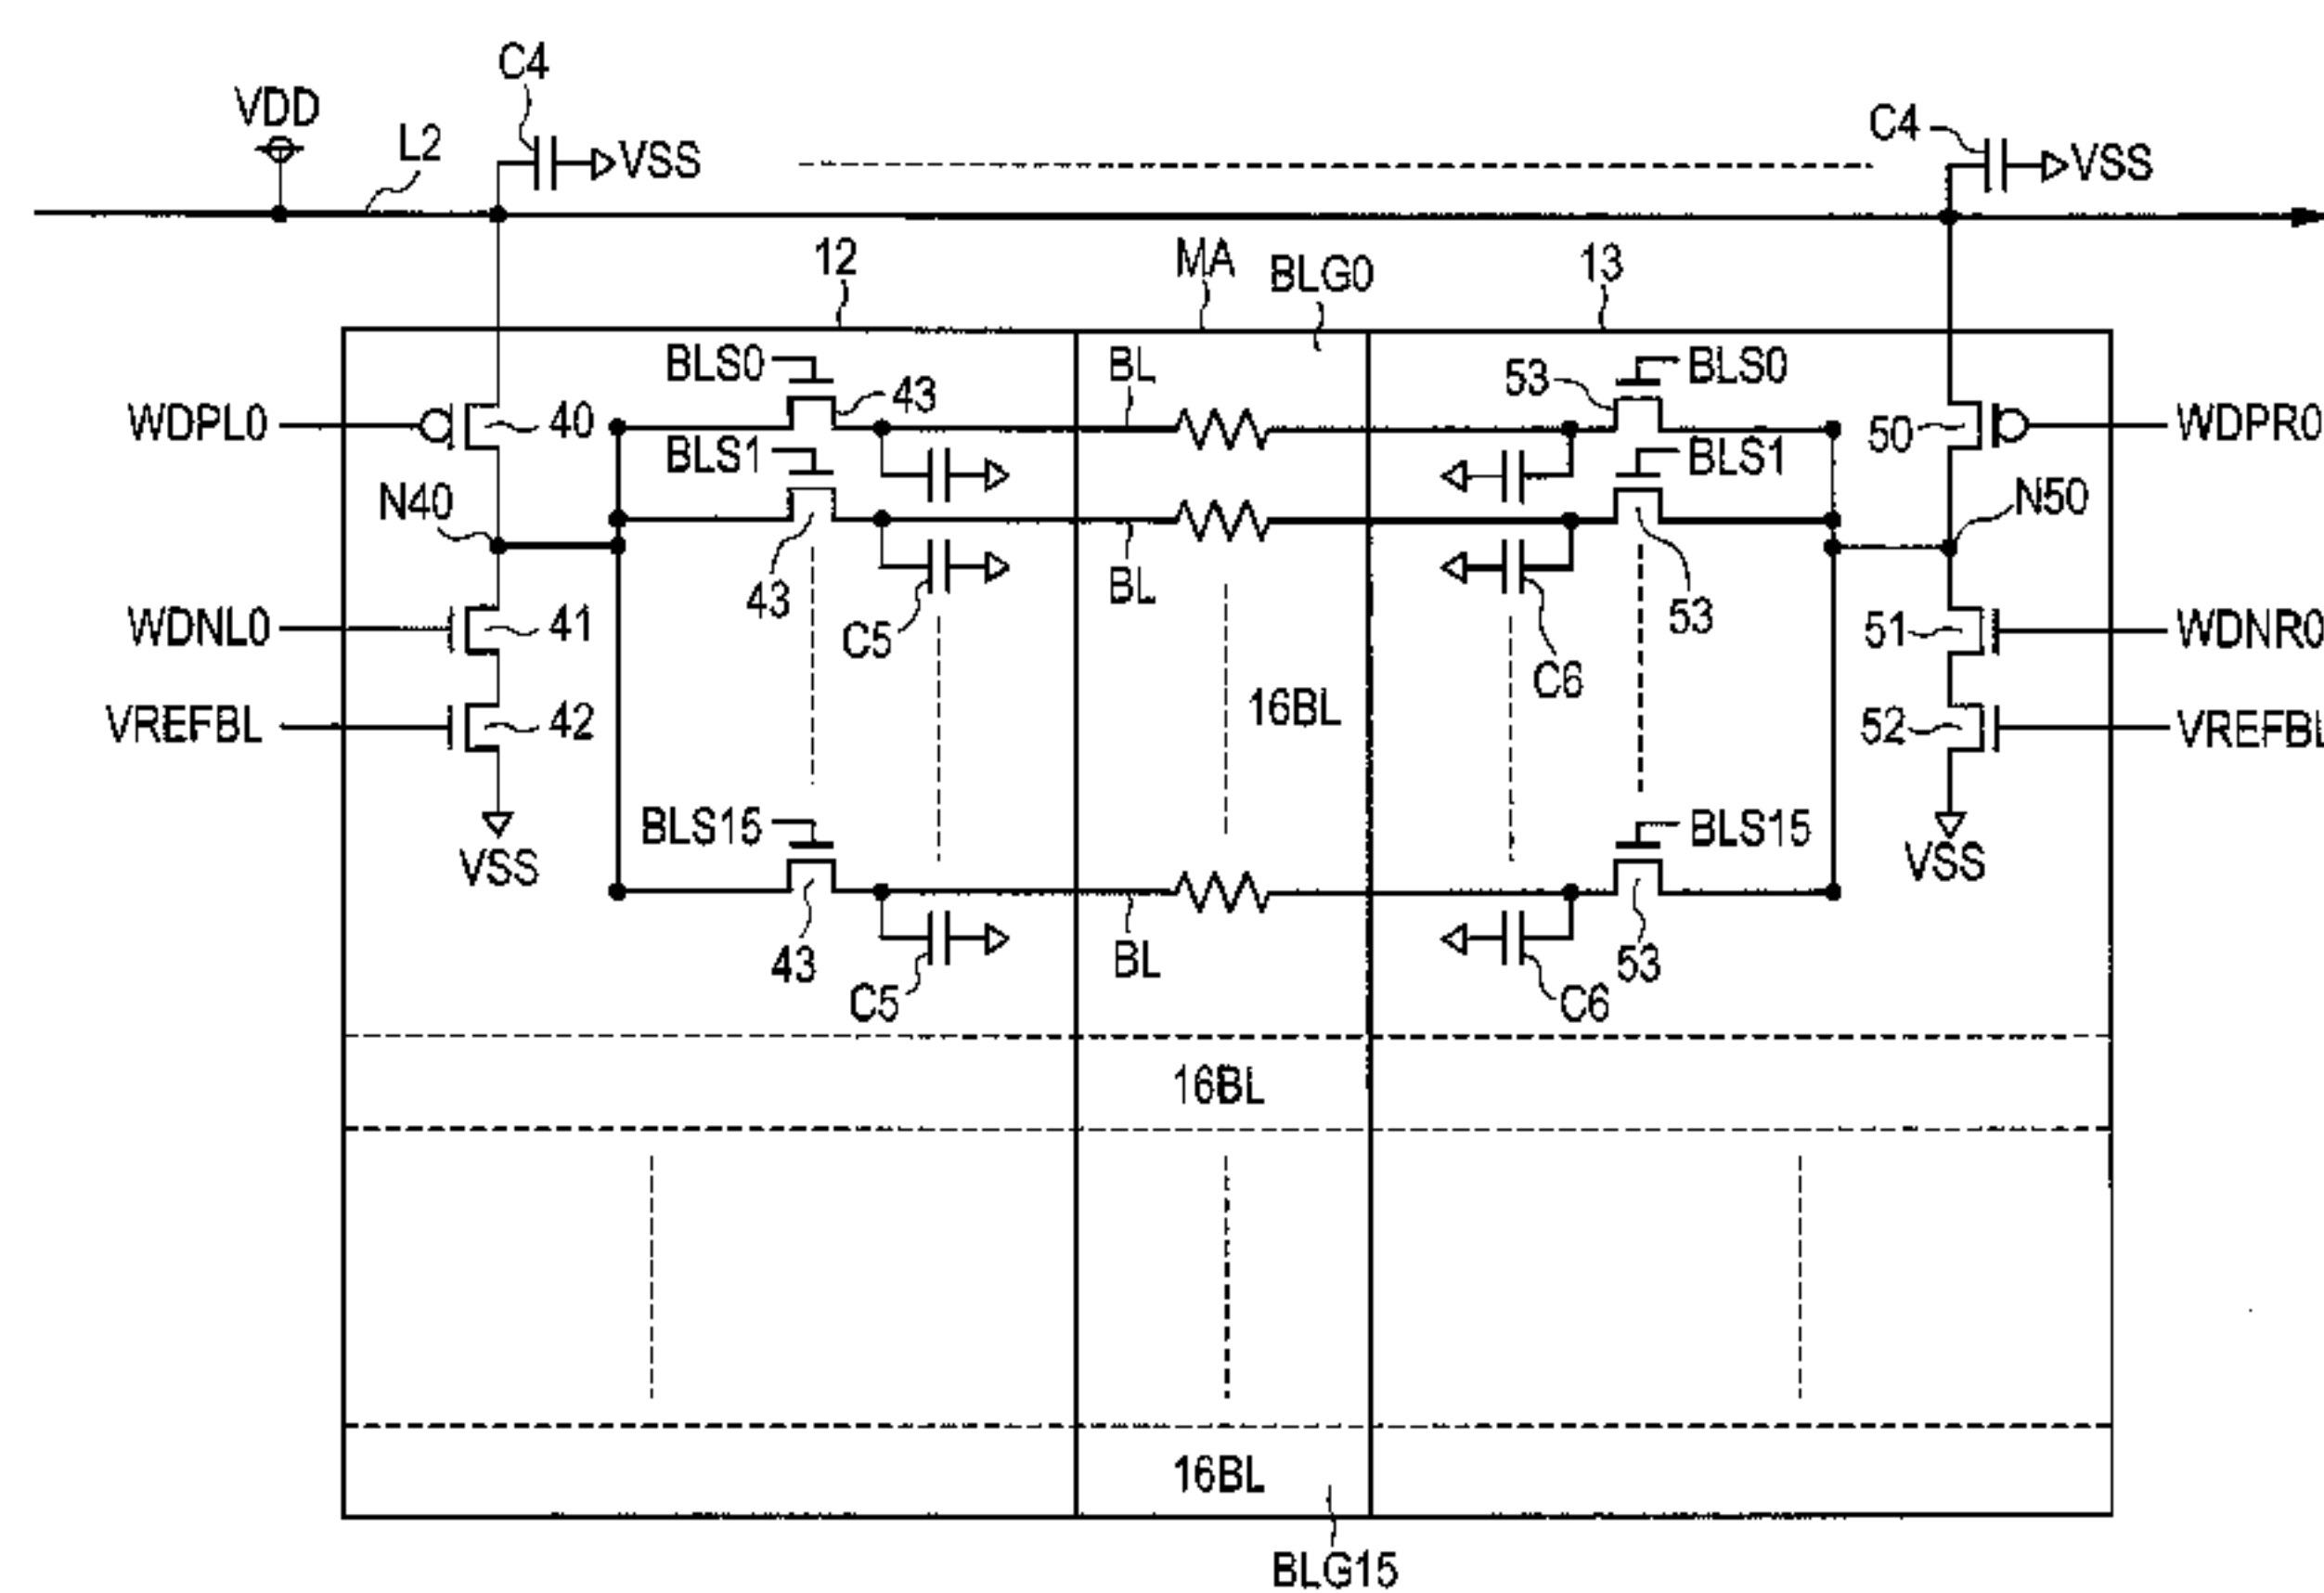 C4
VDD
L2
VSS
C4
VSS
12
MA
BLG0
13
BLS0
43
BL
53
BLS0
WDPL0
40
50
WDPR0
BLS1
BLS1
N40
N50
43
BL
53
WDNL0
41
C5
C6
51
WDNR0
16BL
VREFBL
42
52
VREFBL
BLS15
BLS15
VSS
VSS
43
BL
53
C5
C6
16BL
16BL
BLG15